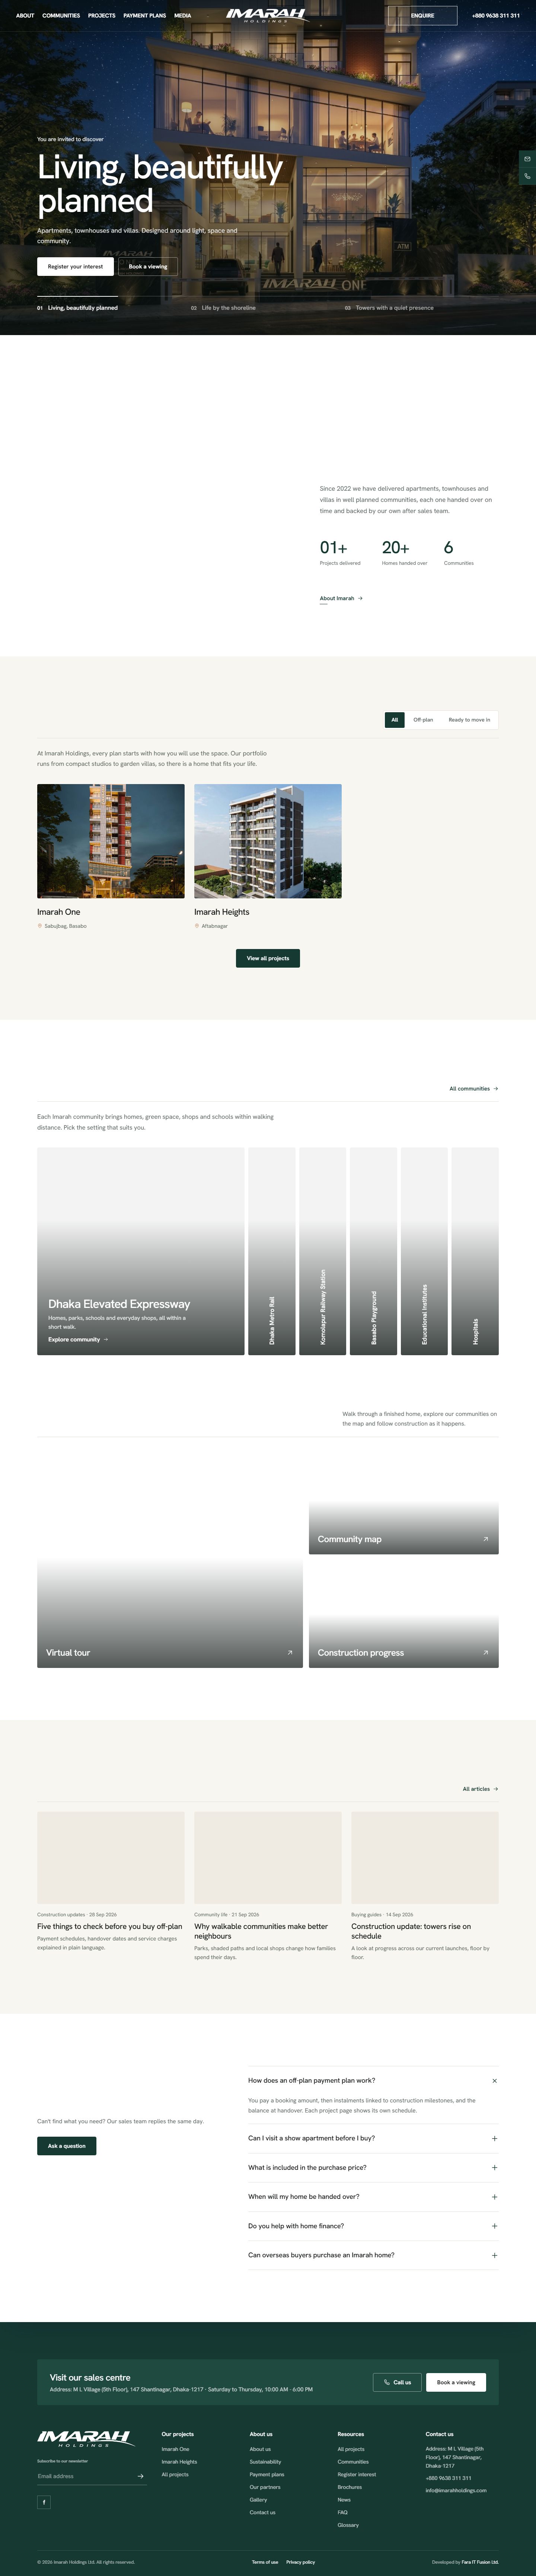 ABOUT COMMUNITIES PROJECTS PAYMENT PLANS MEDIA
IMARAH
HOLDINGS
ENQUIRE
+880 9638 311 311
You are invited to discover
Living, beautifully
planned
Apartments, townhouses and villas. Designed around light, space and
community.
ATM
IMARAH
IMARAH ONE
Register your interest
Book a viewing
01 Living, beautifully planned
02 Life by the shoreline
03 Towers with a quiet presence
Since 2022 we have delivered apartments, townhouses and
villas in well planned communities, each one handed over on
time and backed by our own after sales team.
01+ 20+ 6
Projects delivered Homes handed over Communities
About Imarah
All Off-plan Ready to move in
At Imarah Holdings, every plan starts with how you will use the space. Our portfolio
runs from compact studios to garden villas, so there is a home that fits your life.
Imarah One
Sabujbag, Basabo
Imarah Heights
Aftabnagar
View all projects
All communities
Each Imarah community brings homes, green space, shops and schools within walking
distance. Pick the setting that suits you.
Dhaka Elevated Expressway
Homes, parks, schools and everyday shops, all within a
short walk.
Explore community
Dhaka Metro Rail
Komolapur Railway Station
Basabo Playground
Educational Institutes
Hospitals
Walk through a finished home, explore our communities on
the map and follow construction as it happens.
Community map
Virtual tour
Construction progress
All articles
Construction updates · 28 Sep 2026
Five things to check before you buy off-plan
Payment schedules, handover dates and service charges
explained in plain language.
Community life · 21 Sep 2026
Why walkable communities make better
neighbours
Parks, shaded paths and local shops change how families
spend their days.
Buying guides · 14 Sep 2026
Construction update: towers rise on
schedule
A look at progress across our current launches, floor by
floor.
How does an off-plan payment plan work?
You pay a booking amount, then instalments linked to construction milestones, and the
balance at handover. Each project page shows its own schedule.
Can't find what you need? Our sales team replies the same day.
Ask a question
Can I visit a show apartment before I buy?
What is included in the purchase price?
When will my home be handed over?
Do you help with home finance?
Can overseas buyers purchase an Imarah home?
Visit our sales centre
Address: M L Village (5th Floor), 147 Shantinagar, Dhaka-1217 · Saturday to Thursday, 10:00 AM - 6:00 PM
Call us
Book a viewing
IMARAH
HOLDINGS
Subscribe to our newsletter
Email address
Our projects
Imarah One
Imarah Heights
All projects
About us
About us
Sustainability
Payment plans
Our partners
Gallery
Contact us
Resources
All projects
Communities
Register interest
Brochures
News
FAQ
Glossary
Contact us
Address: M L Village (5th
Floor), 147 Shantinagar,
Dhaka-1217
+880 9638 311 311
info@imarahholdings.com
© 2026 Imarah Holdings Ltd. All rights reserved.
Terms of use Privacy policy
Developed by Fara IT Fusion Ltd.